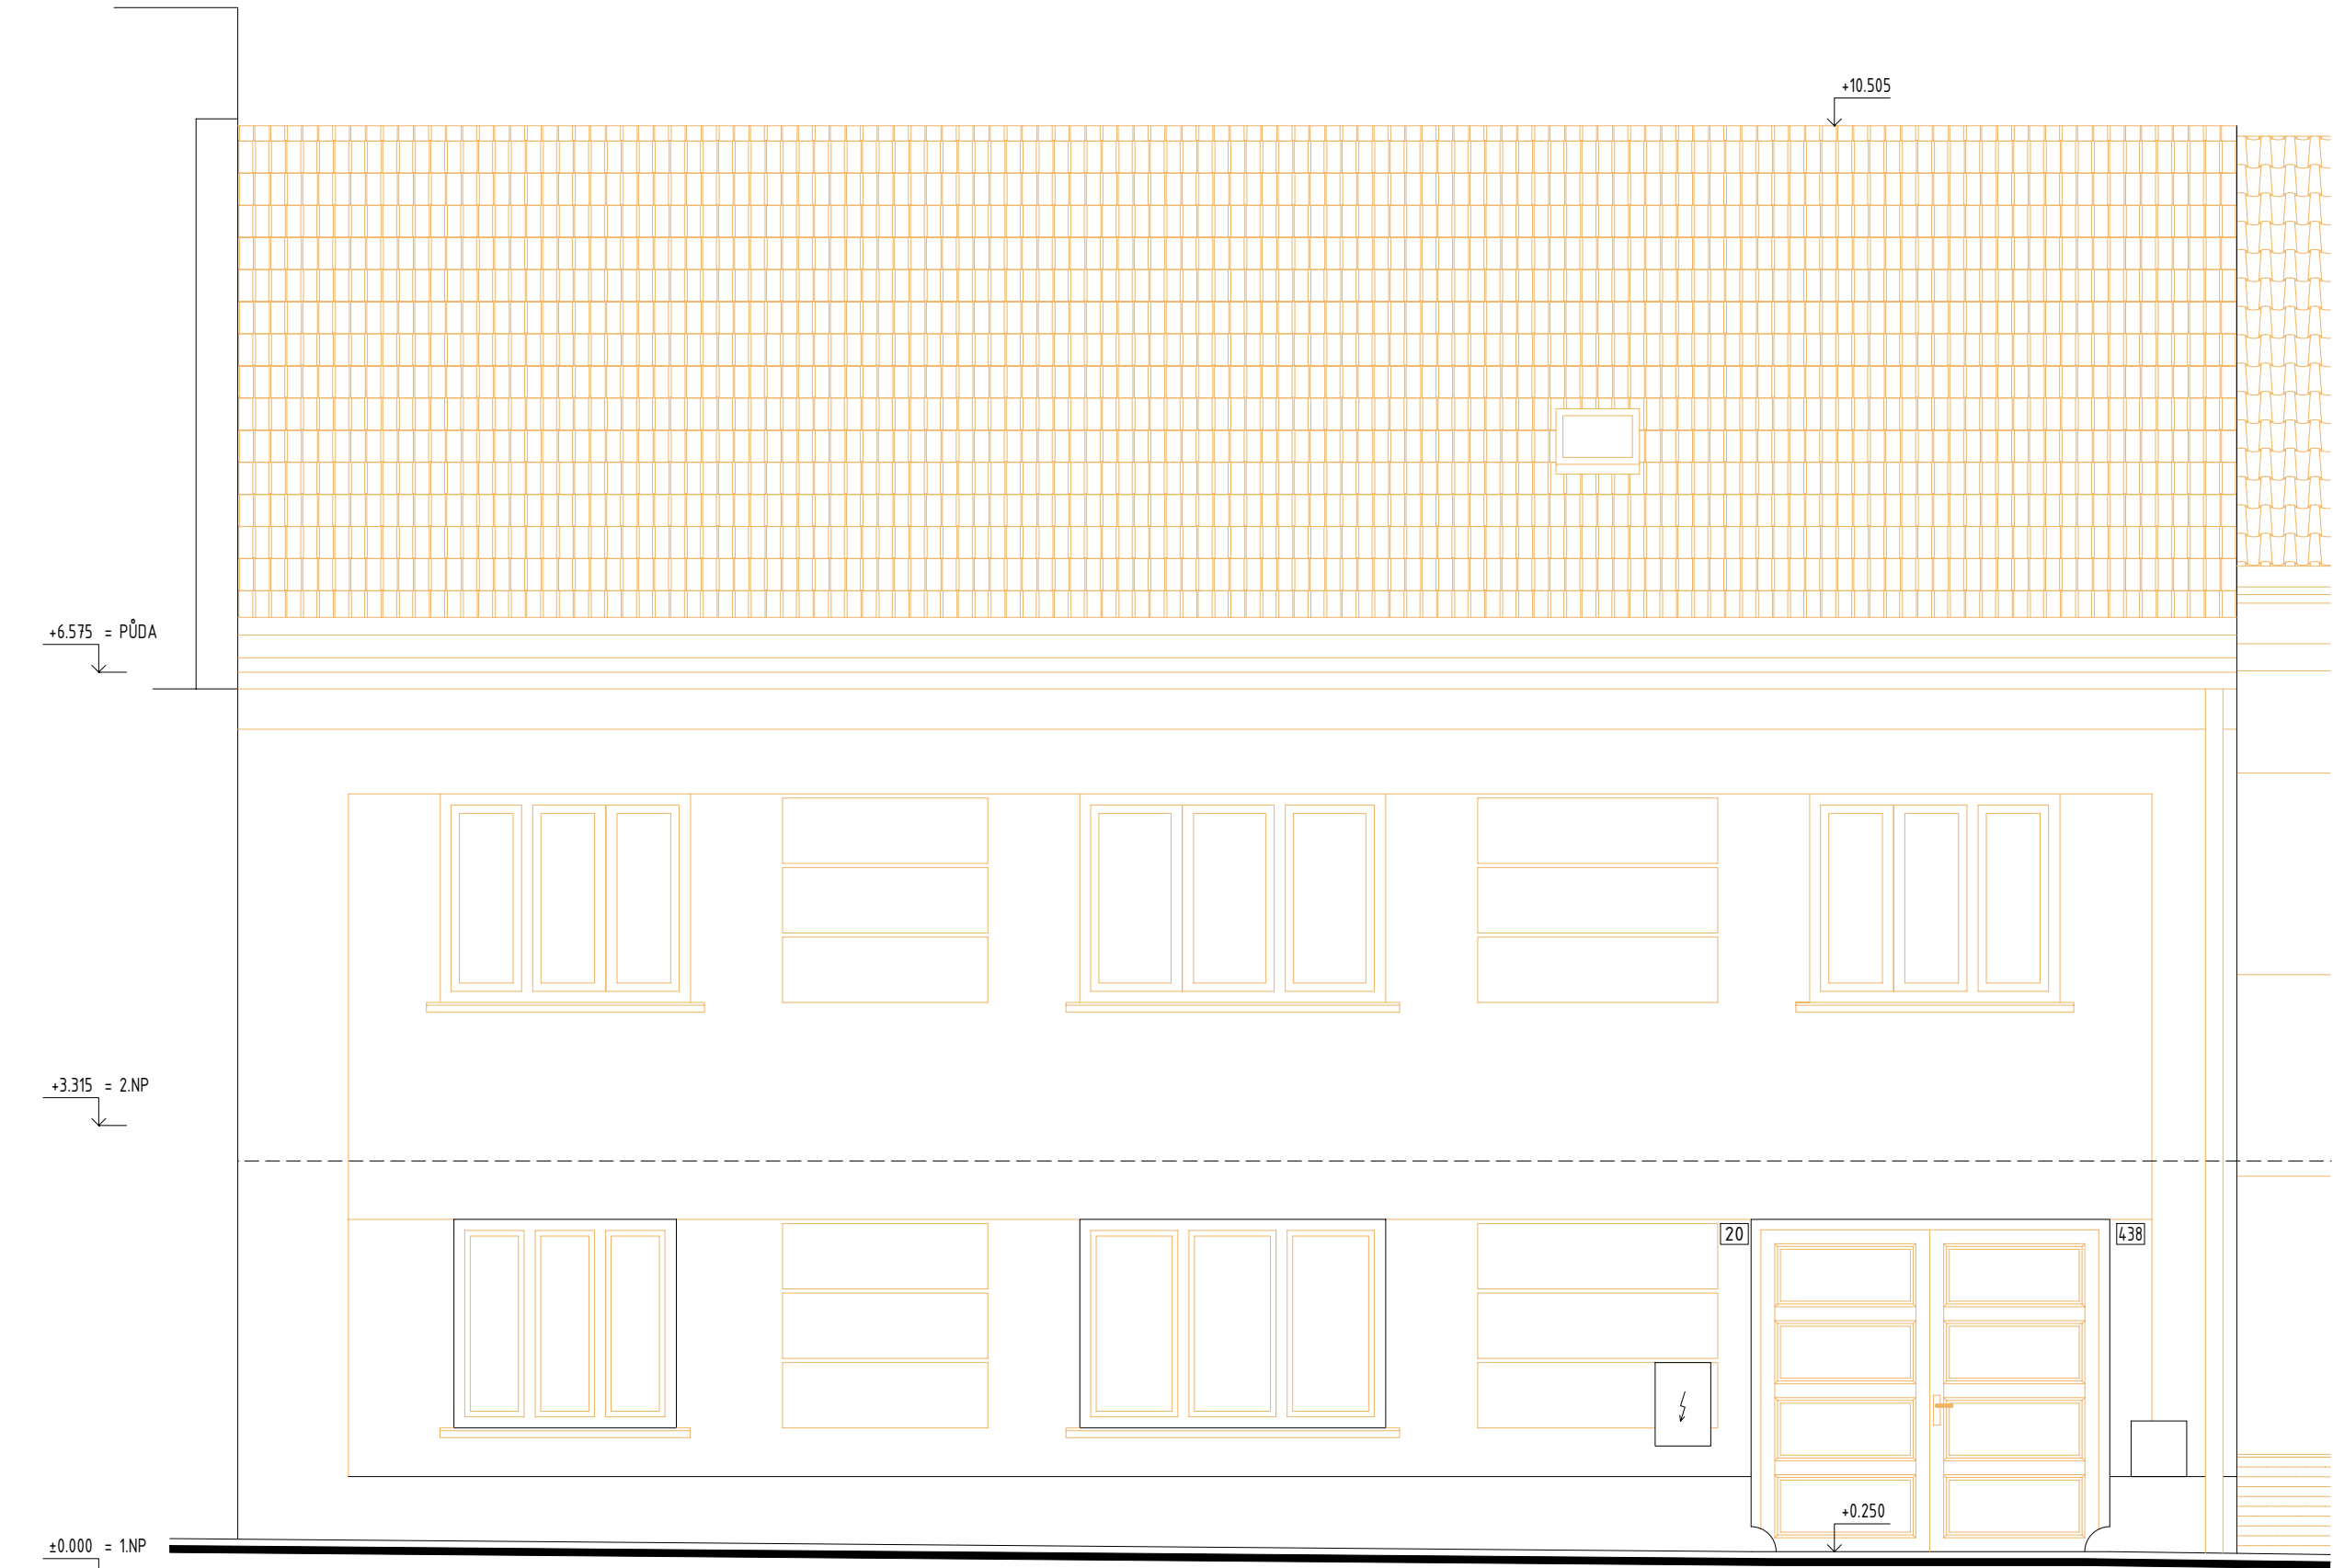 +10.505
+6.575 = PŮDA
+3.315 = 2.NP
20
438
+0.250
±0.000 = 1.NP